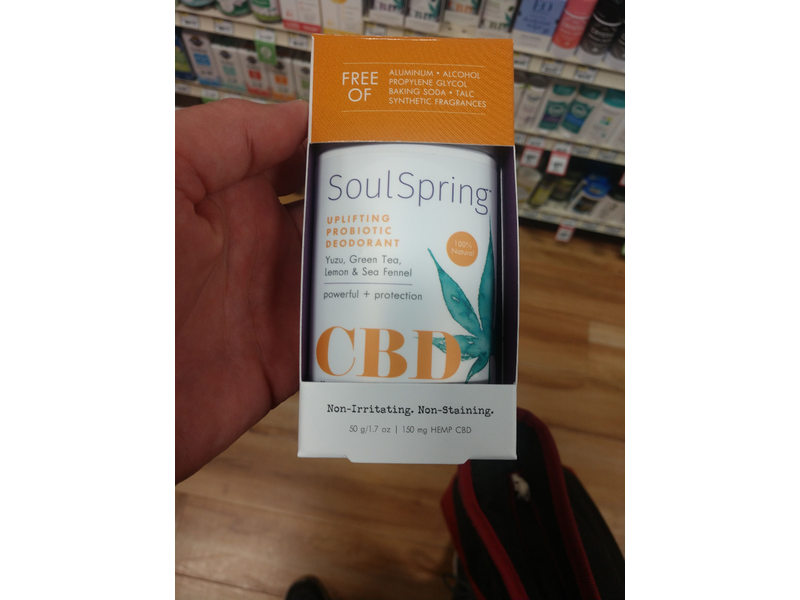 FREE OF
ALUMINUM • ALCOHOL
PROPYLENE GLYCOL
BAKING SODA • TALC
SYNTHETIC FRAGRANCES
SoulSpring
UPLIFTING
PROBIOTIC
DEODORANT
100%
Natural
Yuzu, Green Tea,
Lemon & Sea Fennel
powerful + protection
CBD
Non-Irritating. Non-Staining.
50 g/1.7 oz | 150 mg HEMP CBD